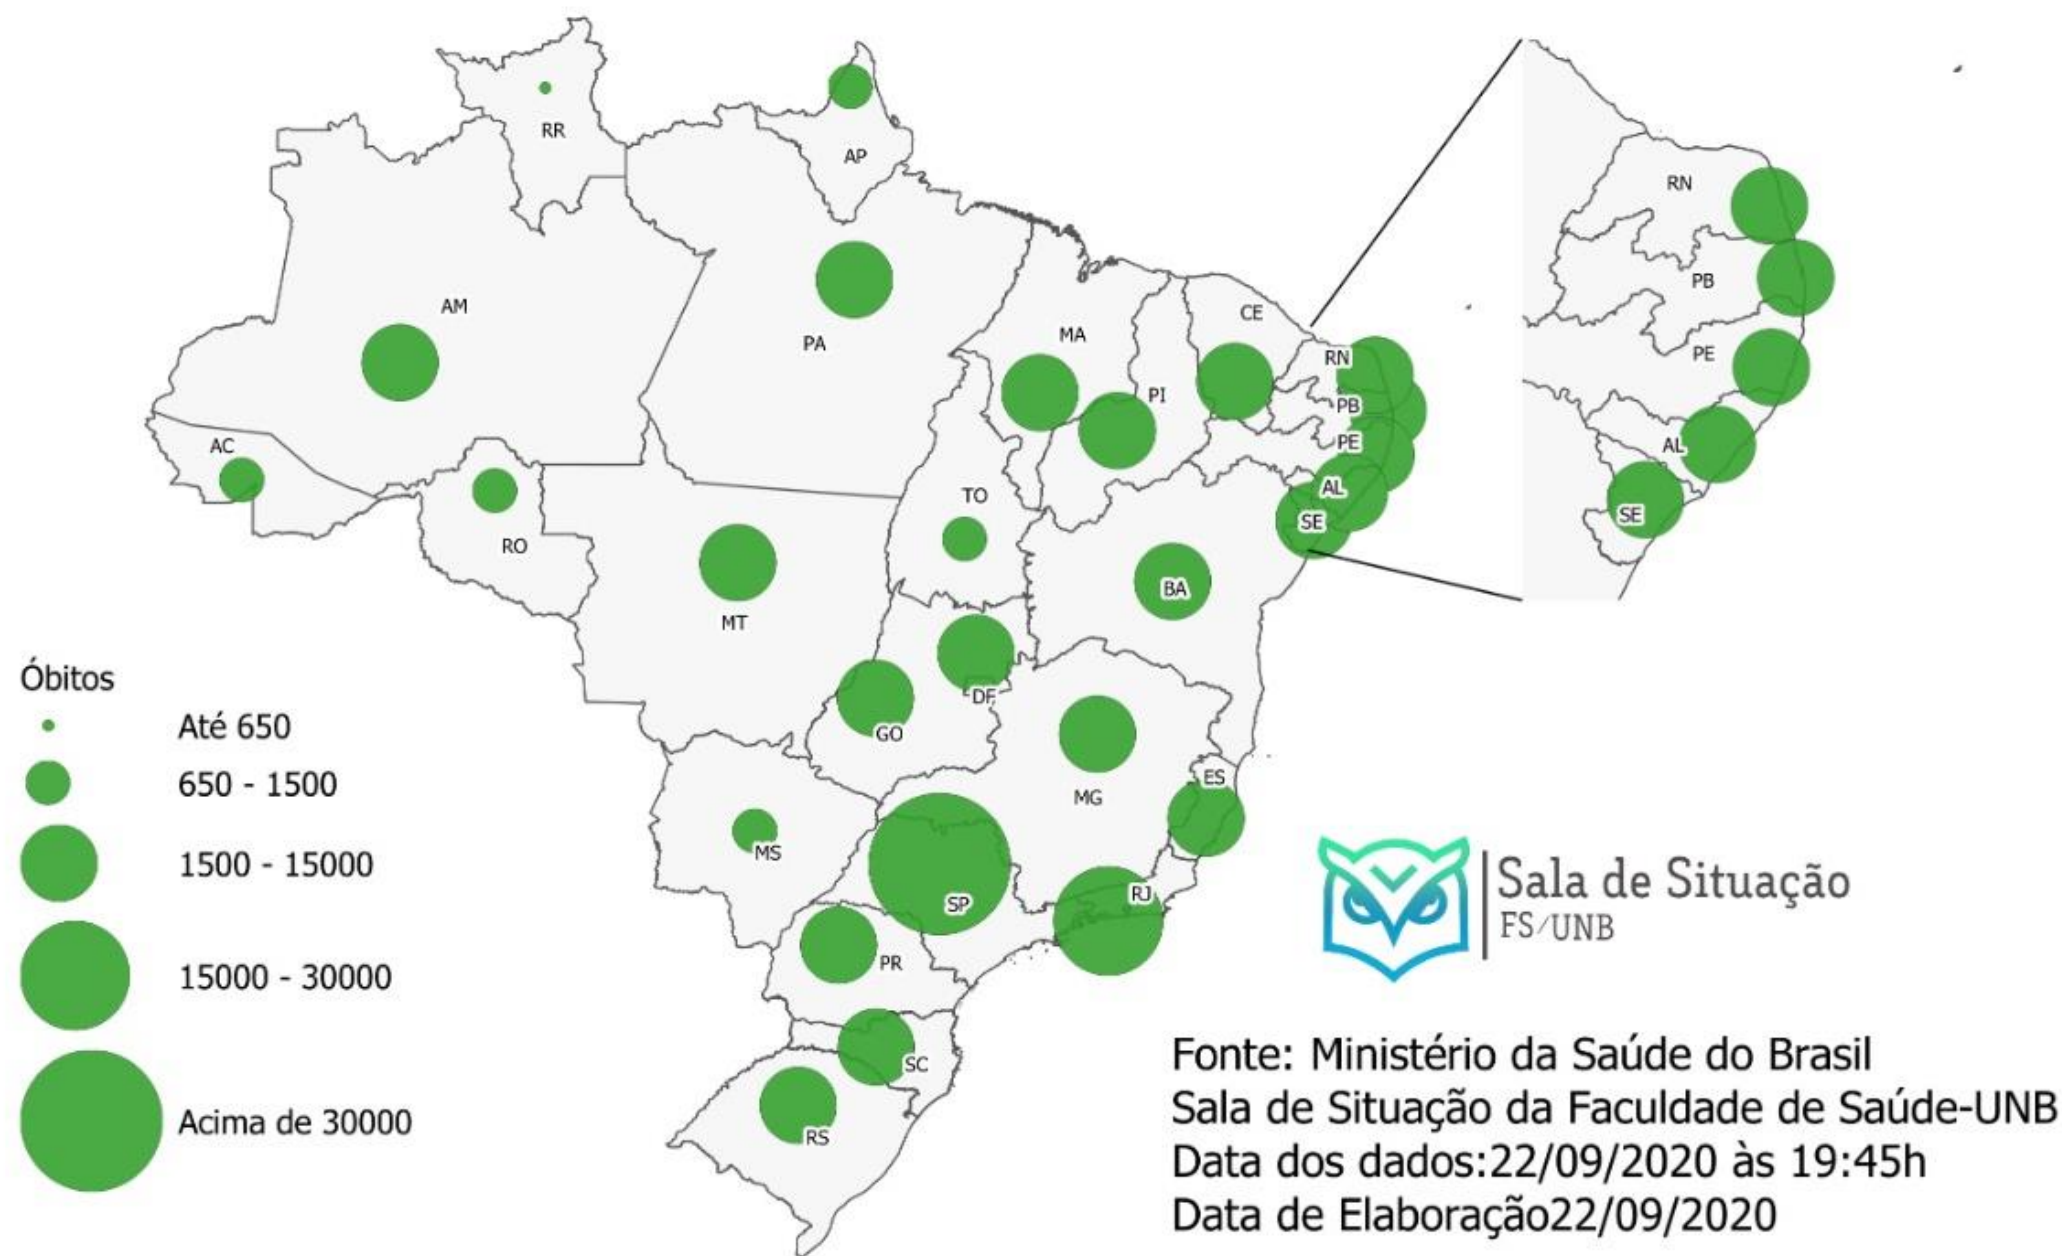 RR
AP
AM
PA
MA
CE
RN
PI
PB
PE
AC
AL
TO
SE
RO
BA
MT
DF
GO
MG
ES
MS
RJ
SP
PR
SC
RS
RN
PB
PE
AL
SE
Óbitos
Até 650
650 - 1500
1500 - 15000
15000 - 30000
Acima de 30000
Sala de Situação
FS/UNB
Fonte: Ministério da Saúde do Brasil
Sala de Situação da Faculdade de Saúde-UNB
Data dos dados:22/09/2020 às 19:45h
Data de Elaboração22/09/2020